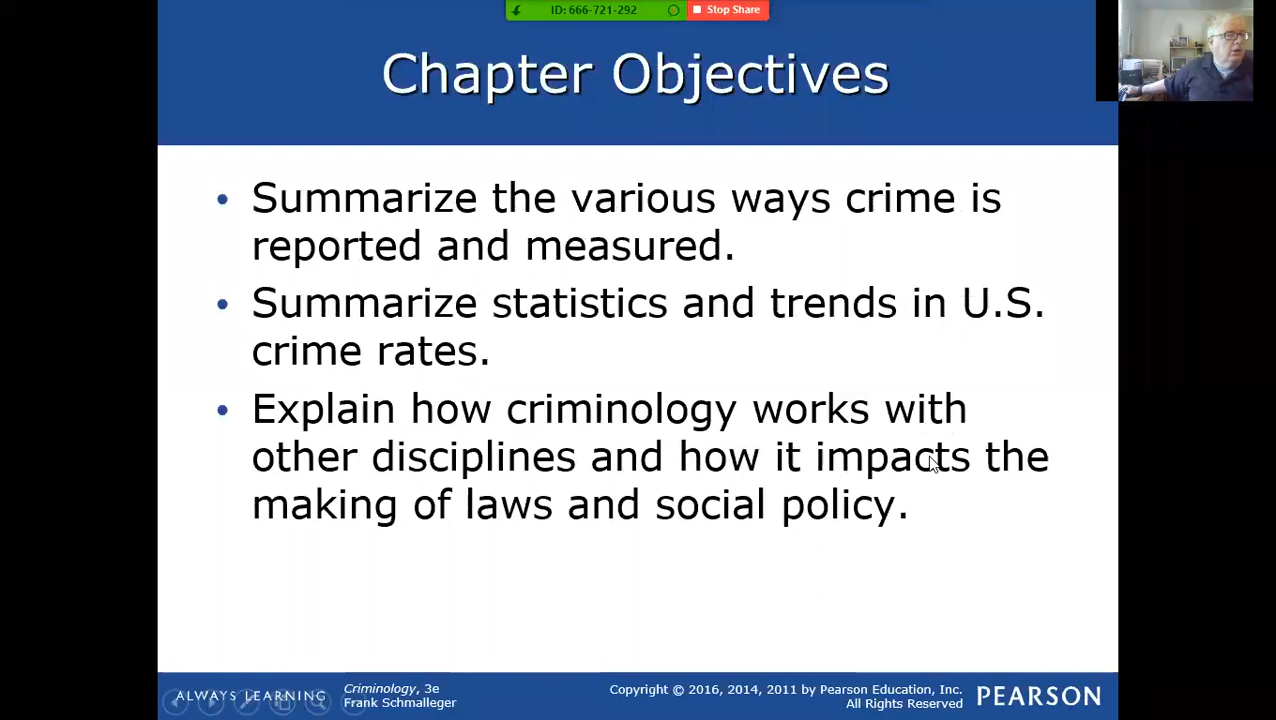 ID: 666-721-292
Stop Share
Chapter Objectives
• Summarize the various ways crime is
reported and measured.
• Summarize statistics and trends in U.S.
crime rates.
• Explain how criminology works with
other disciplines and how it impacts the
making of laws and social policy.
ALWAYS LEARNING
Criminology, 3e
Frank Schmalleger
Copyright © 2016, 2014, 2011 by Pearson Education, Inc.
All Rights Reserved
PEARSON